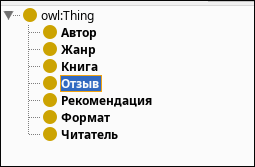 owl:Thing
Автор
Жанр
Книга
Отзыв
Рекомендация
Формат
Читатель